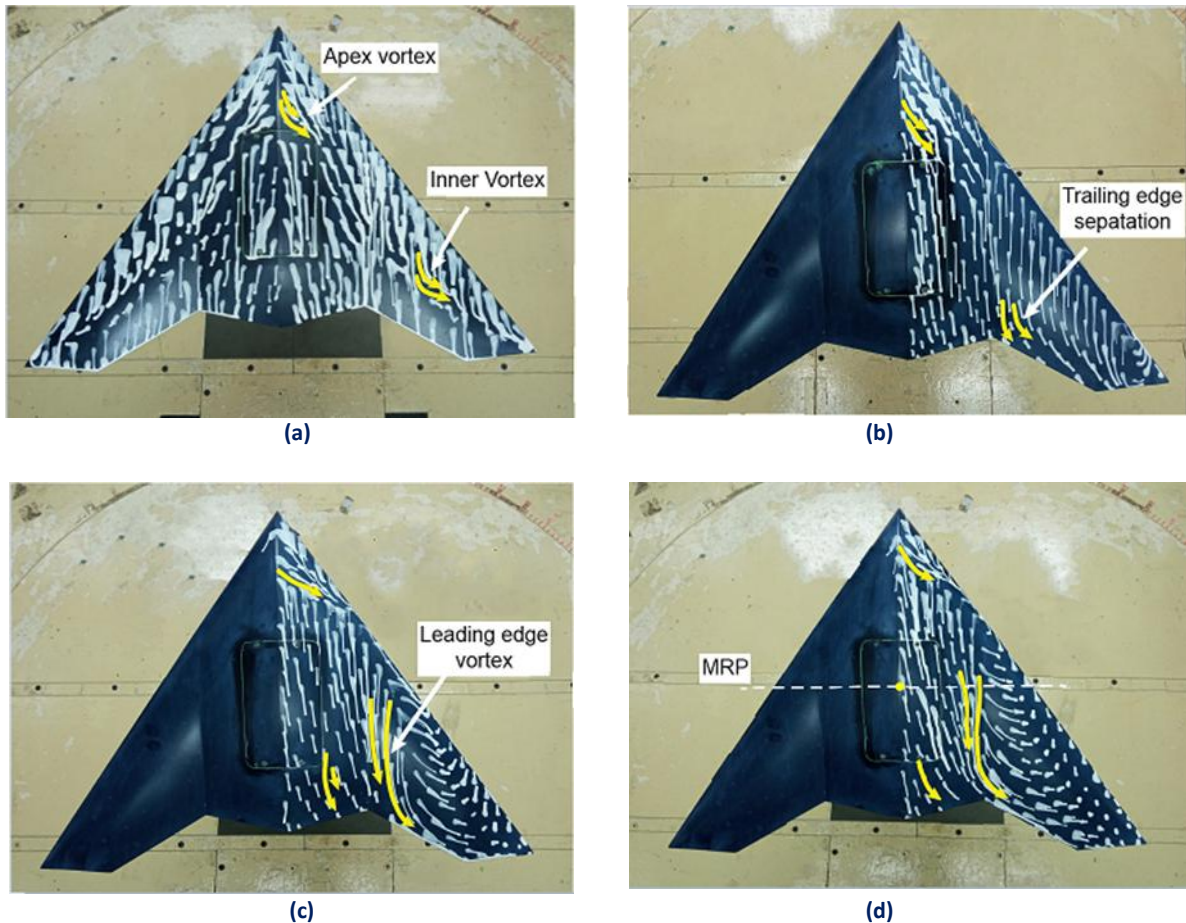 Apex vortex
Inner Vortex
(a)
Trailing edge
sepatation
(b)
Leading edge
vortex
(c)
MRP
(d)